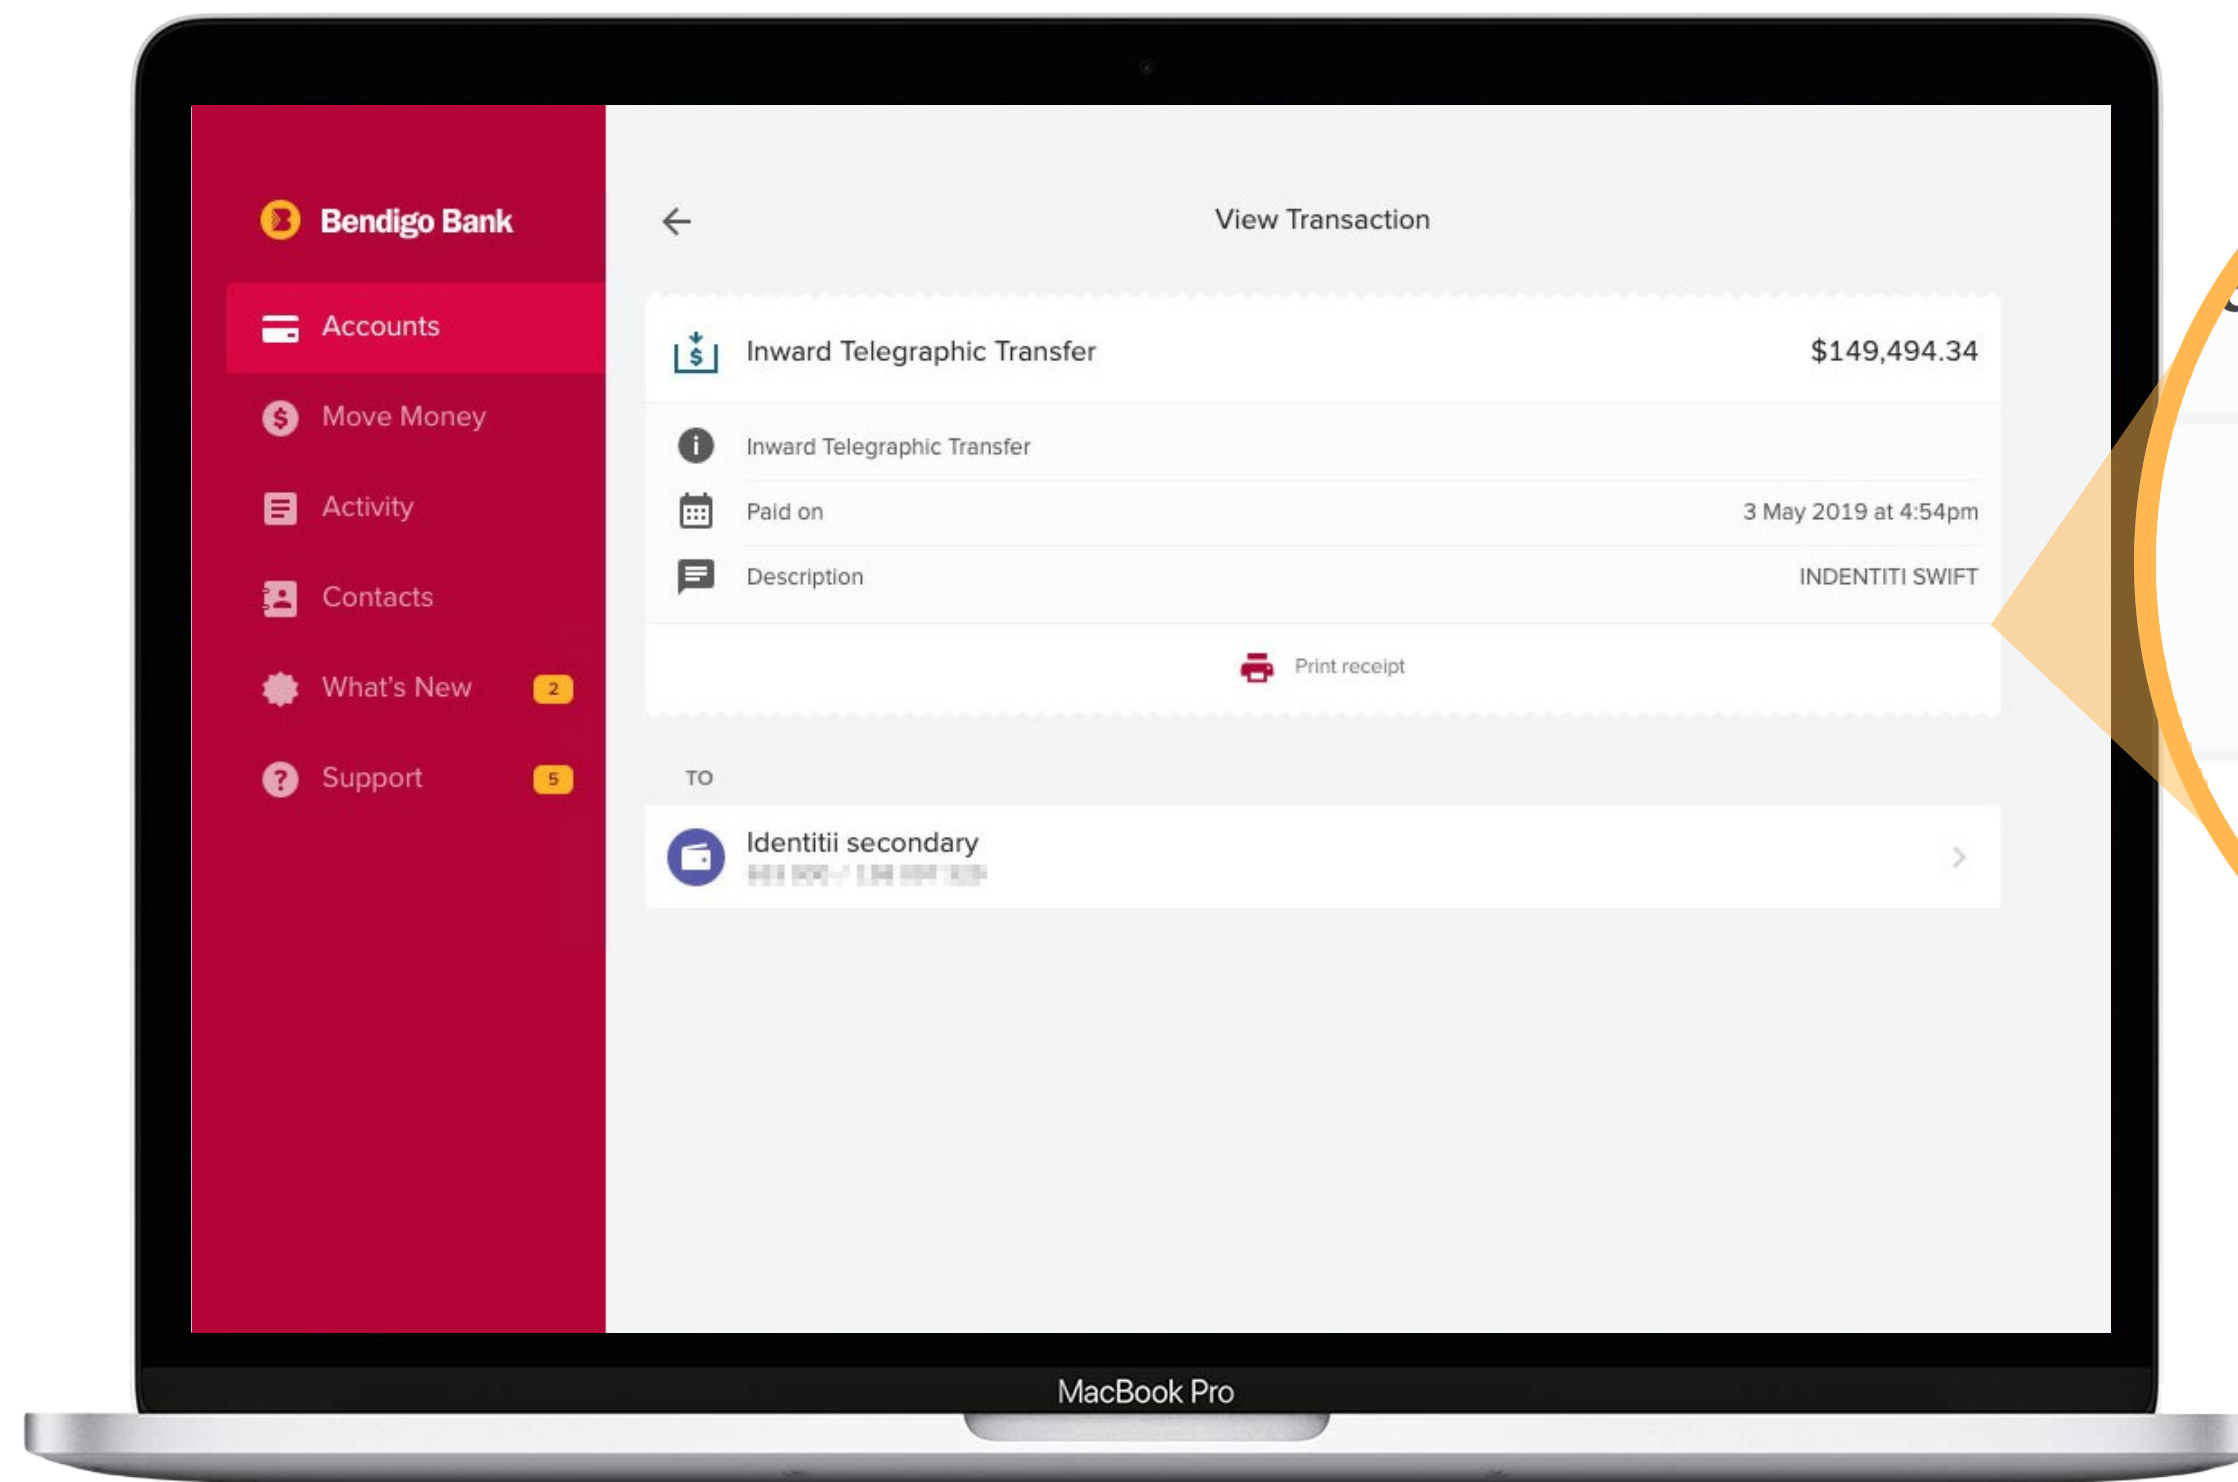 Bendigo Bank
Accounts
Move Money
Activity
Contacts
What's New 2
Support 5
View Transaction
Inward Telegraphic Transfer $149,494.34
Inward Telegraphic Transfer
Paid on 3 May 2019 at 4:54pm
Description INDENTITI SWIFT
Print receipt
TO
Identitii secondary
MacBook Pro